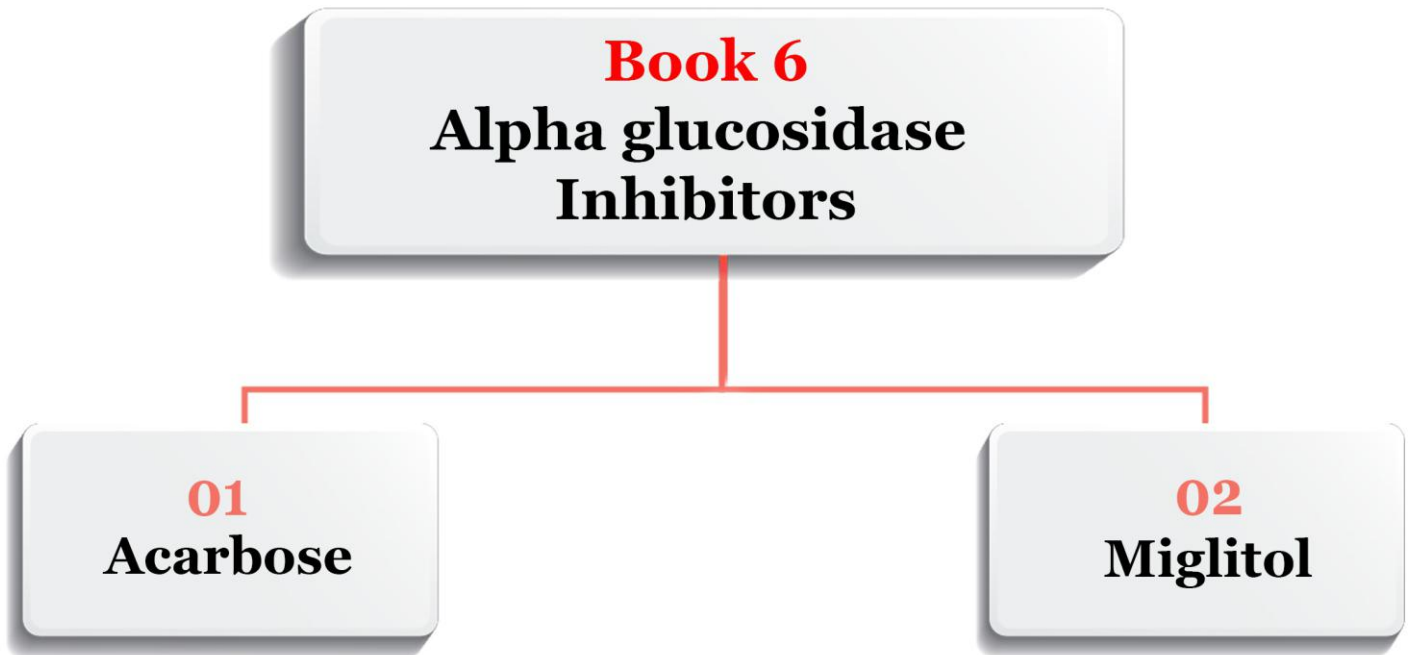 Book 6
Alpha glucosidase
Inhibitors
01
Acarbose
02
Miglitol